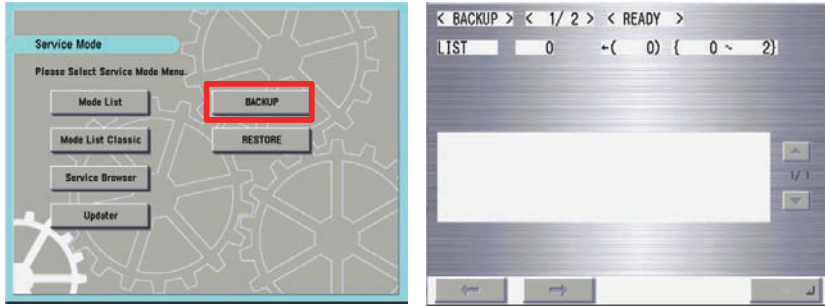 Service Mode
Please Select Service Mode Menu.
Mode List
BACKUP
Mode List Classic
RESTORE
Service Browser
Updater
< BACKUP > < 1/ 2 > < READY >
LIST 0 ←( 0) { 0 ~ 2}
1/ 1